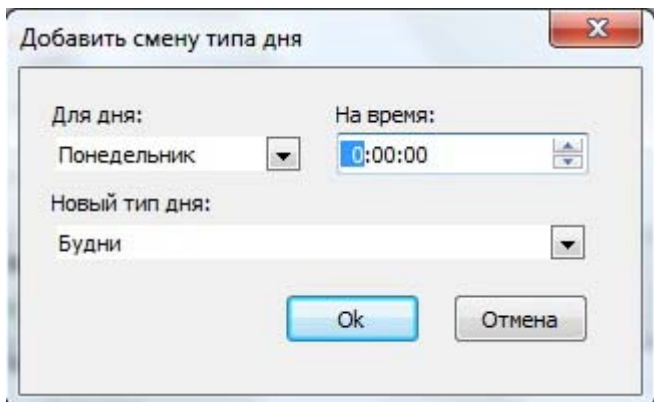 Добавить смену типа дня
Для дня: На время:
Понедельник 0:00:00
Новый тип дня:
Будни
Ok Отмена